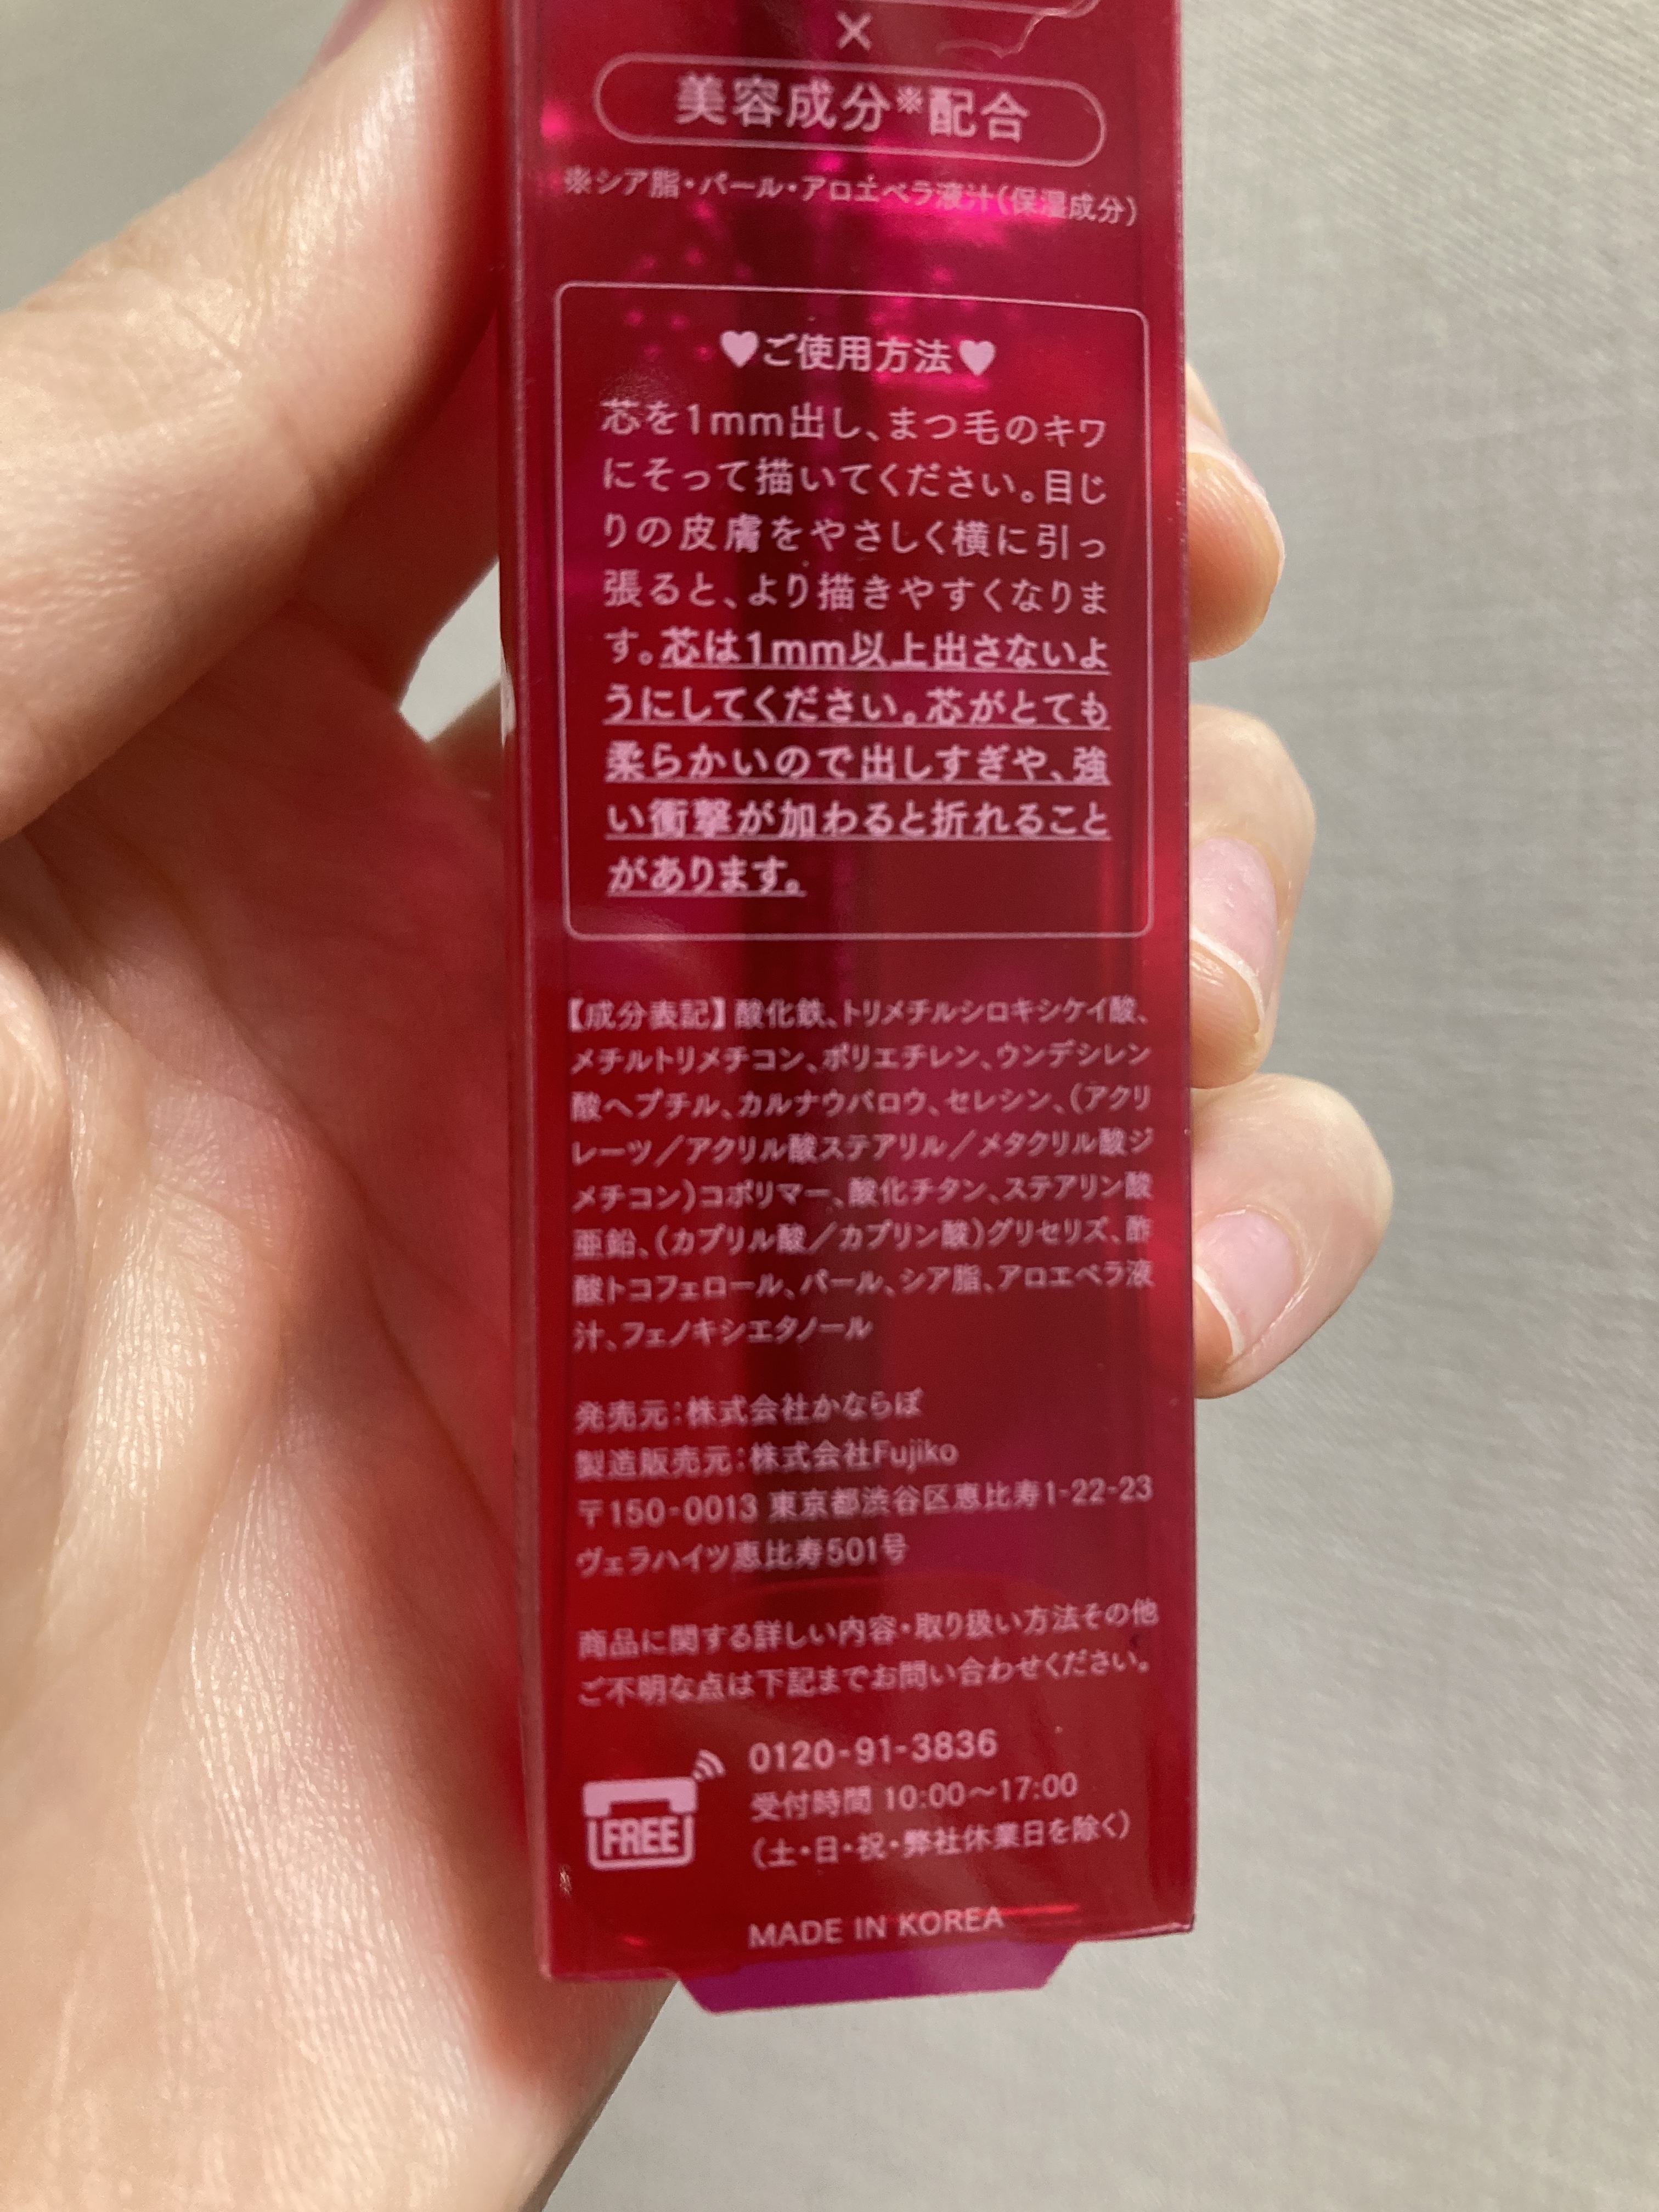 ×
美容成分※配合
※シア脂・パール・アロエベラ液汁(保湿成分)
♥ご使用方法♥
芯を1mm出し、まつ毛のキワ
にそって描いてください。目じ
りの皮膚をやさしく横に引っ
張ると、より描きやすくなりま
す。芯は1mm以上出さないよ
うにしてください。芯がとても
柔らかいので出しすぎや、強
い衝撃が加わると折れること
があります。
【成分表記】酸化鉄、トリメチルシロキシケイ酸、
メチルトリメチコン、ポリエチレン、ウンデシレン
酸ヘプチル、カルナウバロウ、セレシン、(アクリ
レーツ/アクリル酸ステアリル/メタクリル酸ジ
メチコン)コポリマー、酸化チタン、ステアリン酸
亜鉛、(カプリル酸/カプリン酸)グリセリズ、酢
酸トコフェロール、パール、シア脂、アロエベラ液
汁、フェノキシエタノール
発売元:株式会社かならぼ
製造販売元:株式会社Fujiko
〒150-0013 東京都渋谷区恵比寿1-22-23
ヴェラハイツ恵比寿501号
商品に関する詳しい内容・取り扱い方法その他
ご不明な点は下記までお問い合わせください。
FREE
0120-91-3836
受付時間 10:00〜17:00
(土・日・祝・弊社休業日を除く)
MADE IN KOREA